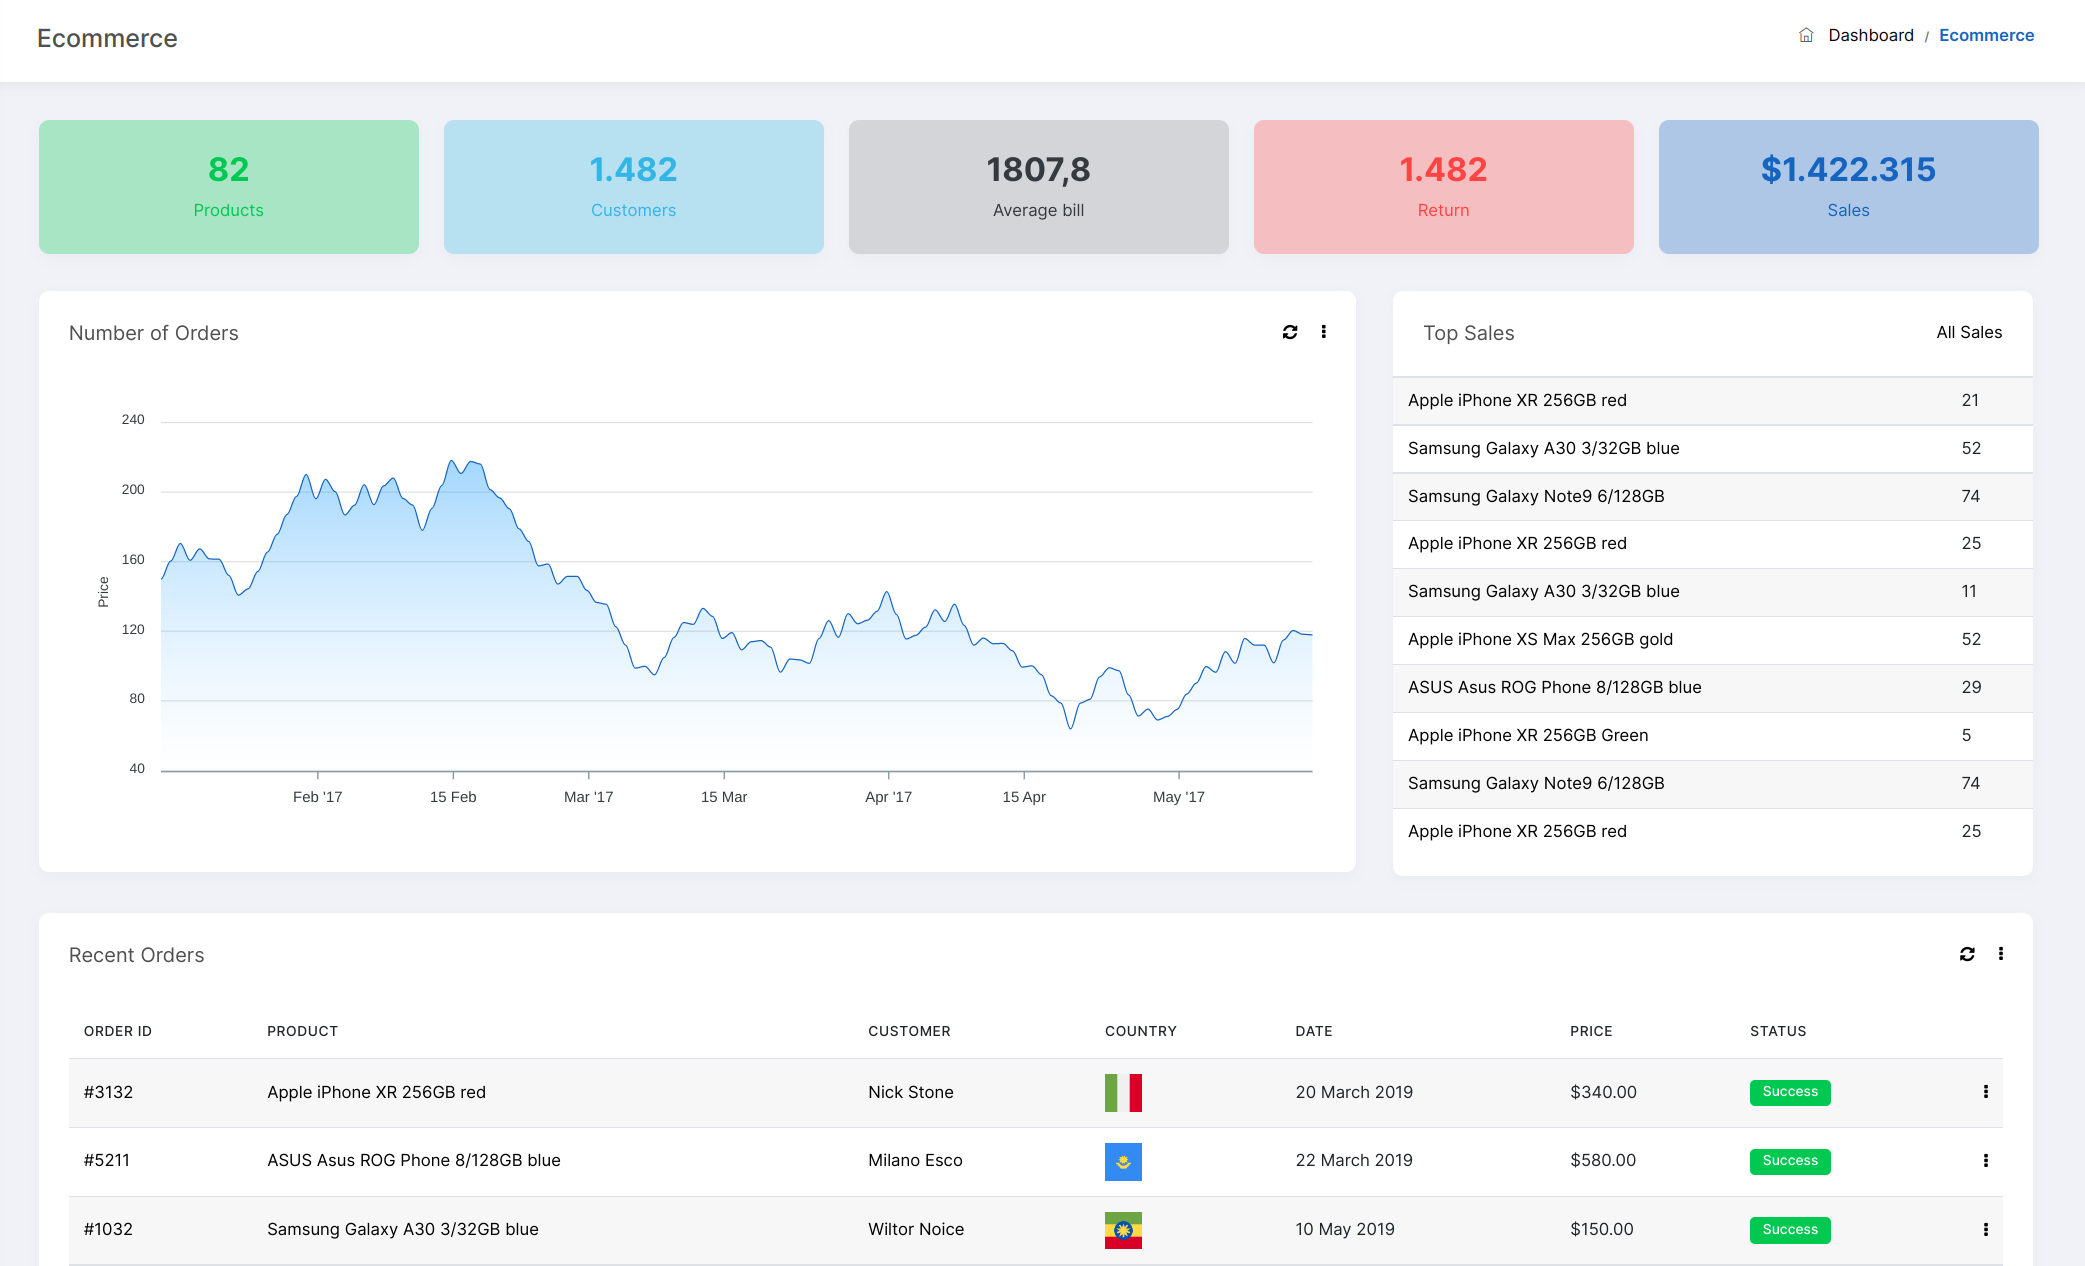 Ecommerce
Dashboard / Ecommerce
82
Products
1.482
Customers
1807,8
Average bill
1.482
Return
$1.422.315
Sales
Number of Orders
240
200
160
120
80
40
Price
Feb '17 15 Feb Mar '17 15 Mar Apr '17 15 Apr May '17
Top Sales All Sales
Apple iPhone XR 256GB red 21
Samsung Galaxy A30 3/32GB blue 52
Samsung Galaxy Note9 6/128GB 74
Apple iPhone XR 256GB red 25
Samsung Galaxy A30 3/32GB blue 11
Apple iPhone XS Max 256GB gold 52
ASUS Asus ROG Phone 8/128GB blue 29
Apple iPhone XR 256GB Green 5
Samsung Galaxy Note9 6/128GB 74
Apple iPhone XR 256GB red 25
Recent Orders
ORDER ID PRODUCT CUSTOMER COUNTRY DATE PRICE STATUS
#3132 Apple iPhone XR 256GB red Nick Stone 20 March 2019 $340.00 Success
#5211 ASUS Asus ROG Phone 8/128GB blue Milano Esco 22 March 2019 $580.00 Success
#1032 Samsung Galaxy A30 3/32GB blue Wiltor Noice 10 May 2019 $150.00 Success